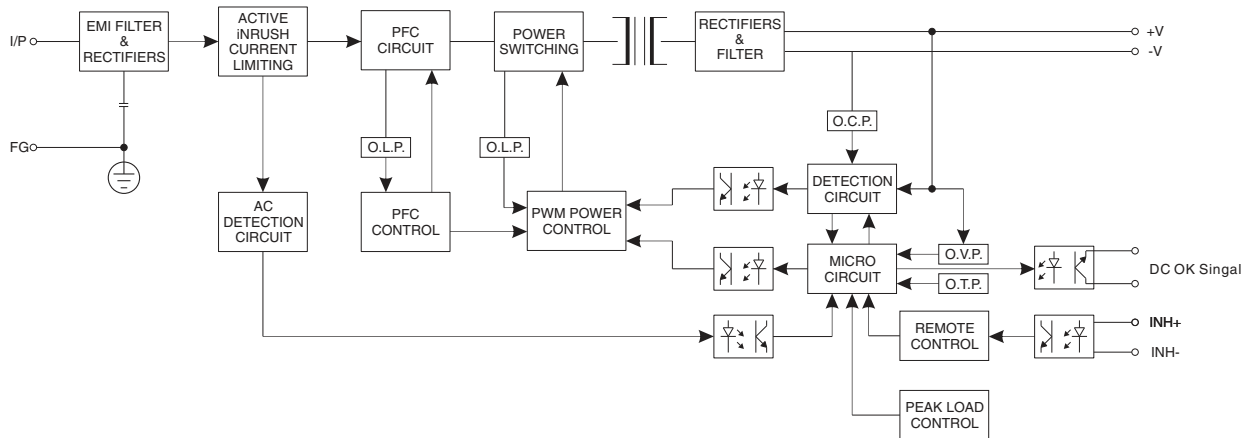 EMI FILTER
&
RECTIFIERS
ACTIVE
iNRUSH
CURRENT
LIMITING
PFC
CIRCUIT
POWER
SWITCHING
RECTIFIERS
&
FILTER
I/P
+V
-V
FG
O.L.P.
O.L.P.
O.C.P.
AC
DETECTION
CIRCUIT
PFC
CONTROL
PWM POWER
CONTROL
DETECTION
CIRCUIT
MICRO
CIRCUIT
O.V.P.
O.T.P.
DC OK Singal
REMOTE
CONTROL
INH+
INH-
PEAK LOAD
CONTROL